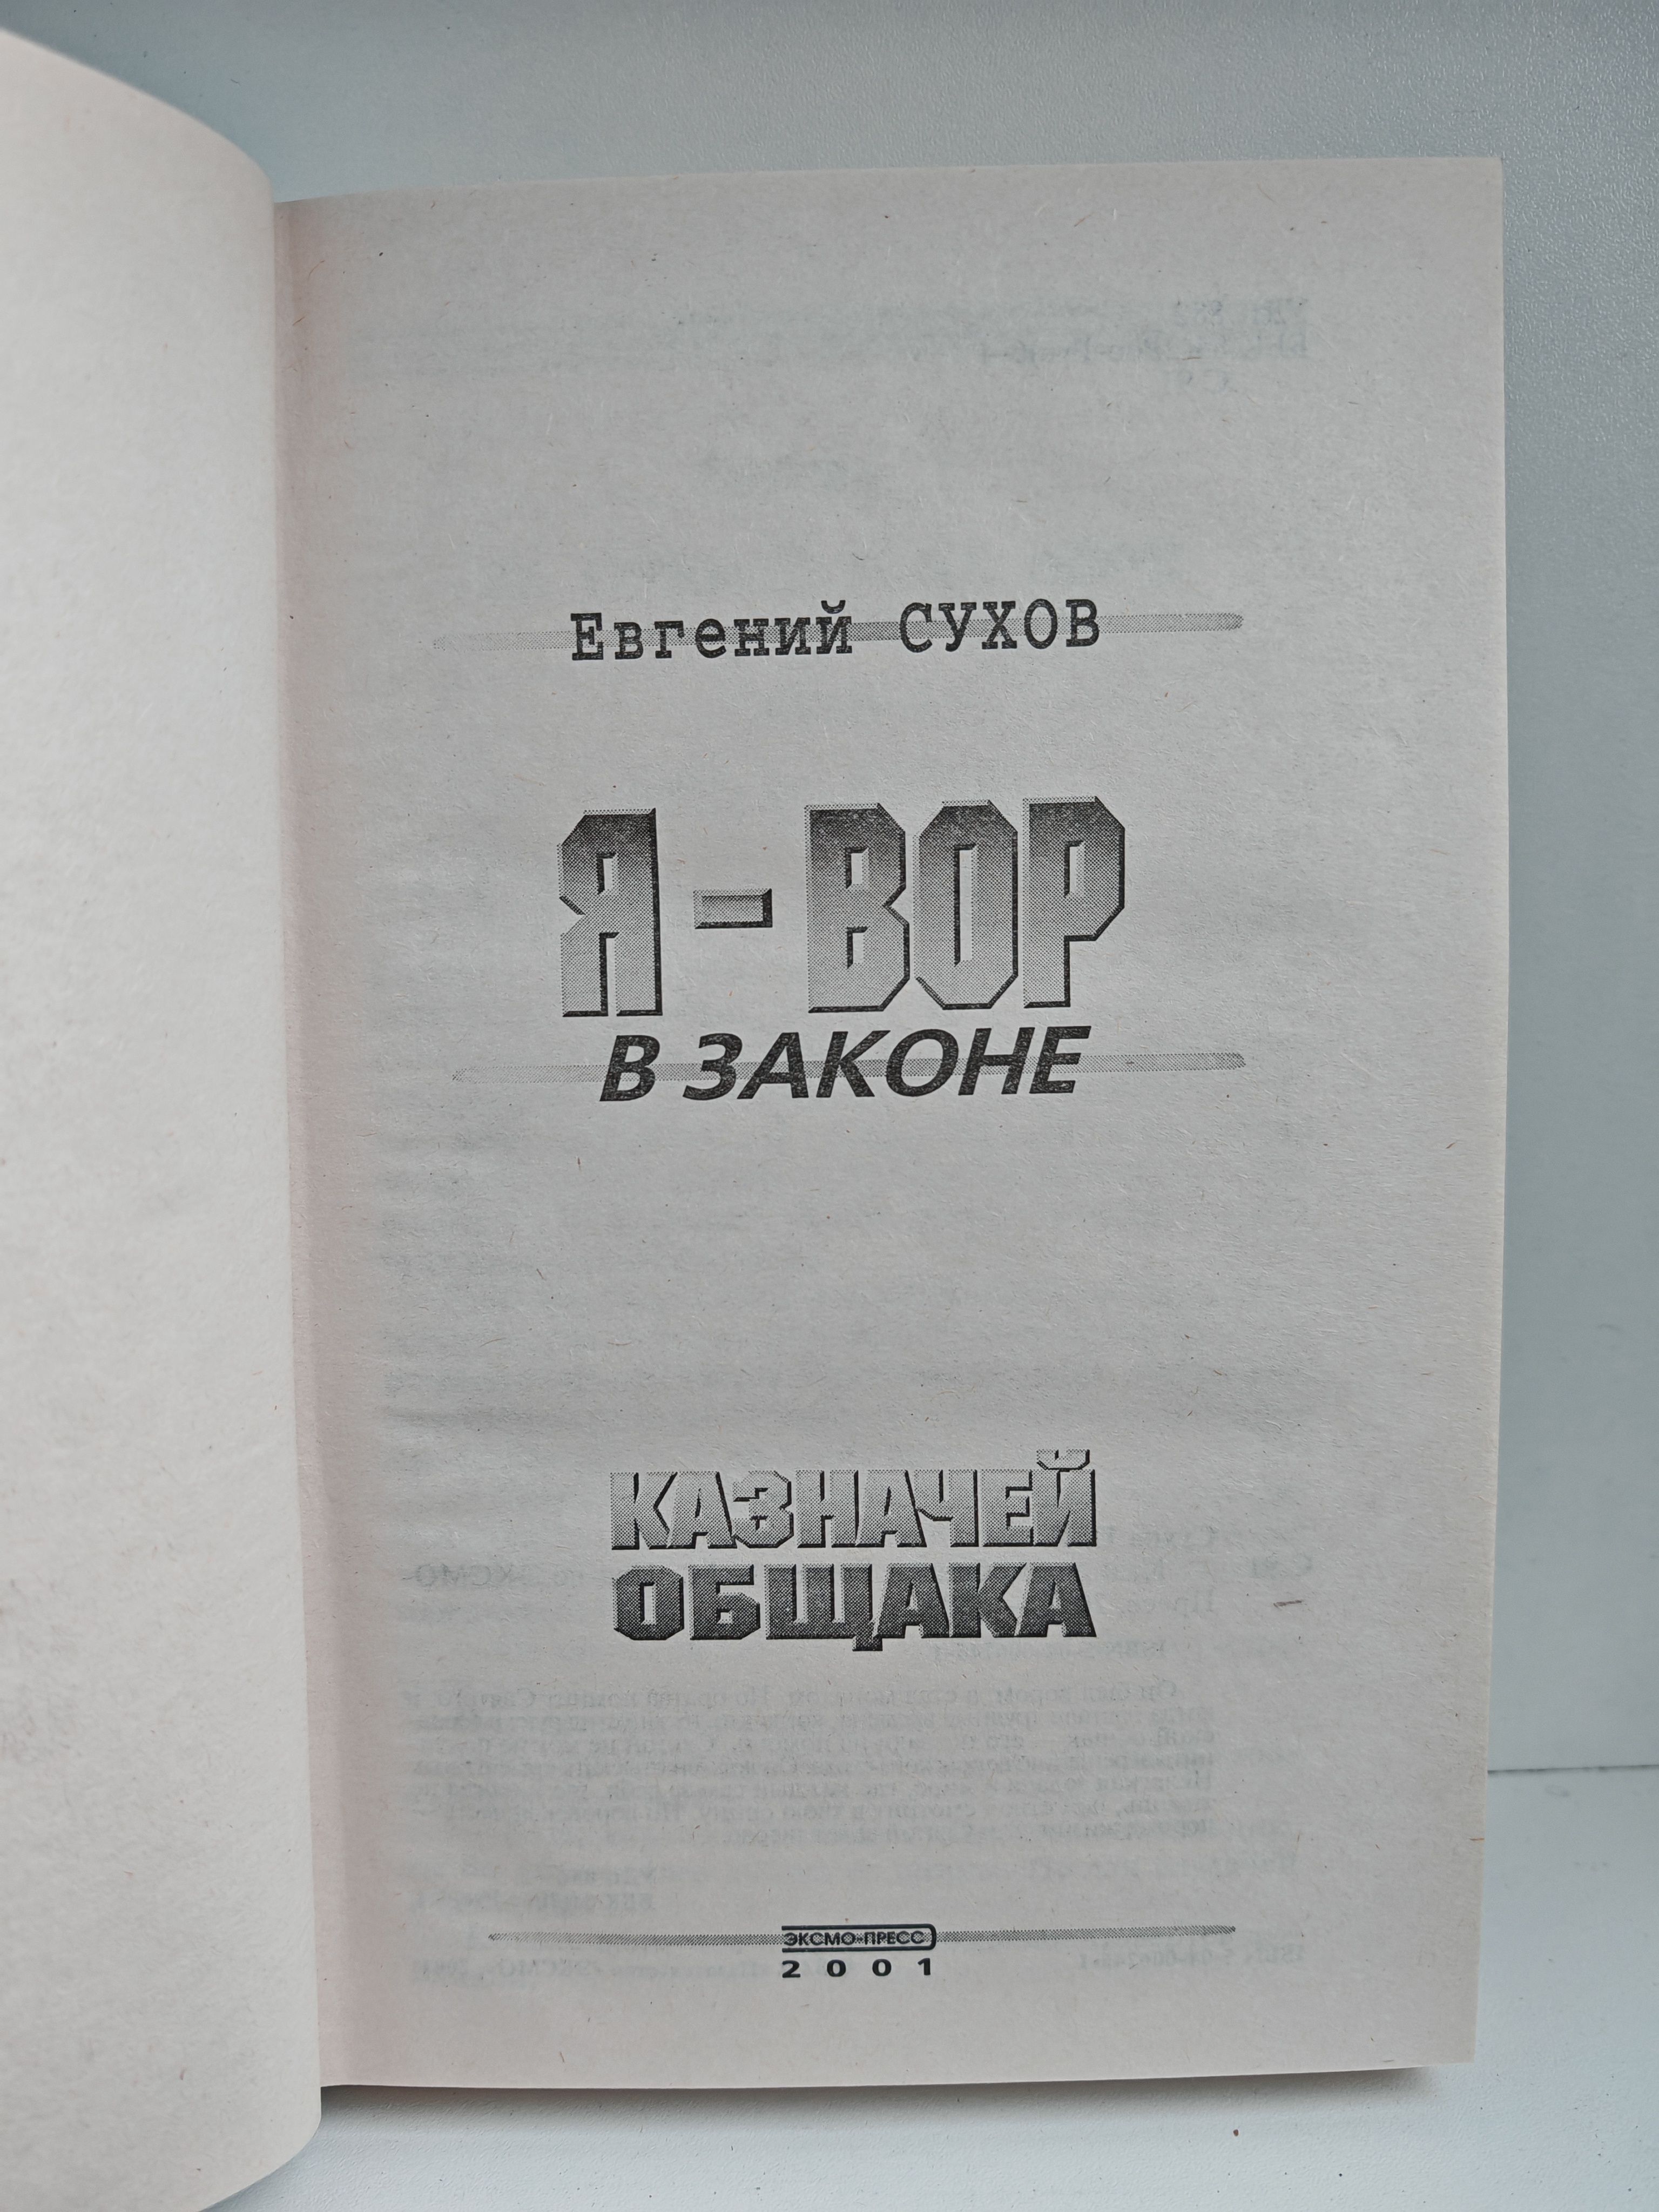 Евгений СУХОВ
Я - ВОР
В ЗАКОНЕ
КАЗНАЧЕЙ
ОБЩАКА
ЭКСМО-ПРЕСС
2001